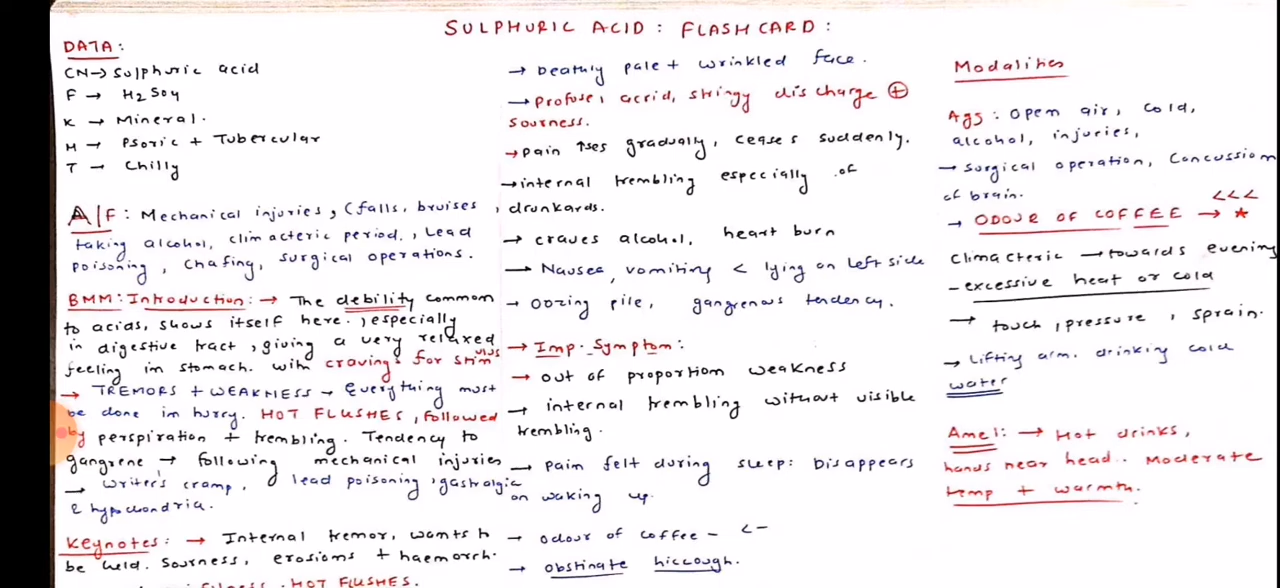 SULPHURIC ACID : FLASH CARD :
DATA :
CN → Sulphuric acid
F → H2SO4
K → Mineral.
M → Psoric + Tubercular
T → Chilly
A/F : Mechanical injuries, (falls, bruises,
taking alcohol, climacteric period, Lead
poisoning, Chafing, surgical operations.
BMM : Introduction : → The debility common
to acids, shows itself here, especially
in digestive tract, giving a very relaxed
feeling in stomach. with cravings for stimulus
→ TREMORS + WEAKNESS → Everything must
be done in hurry. HOT FLUSHES, followed
by perspiration + trembling. Tendency to
gangrene → following mechanical injuries
→ Writer's cramp, lead poisoning, gastralgia
& hypochondria.
Keynotes : → Internal tremor, wants to
be held. Sourness, erosions + haemorrh.
HOT FLUSHES.
→ Deathly pale + wrinkled face.
→ Profuse, acrid, stringy discharge ⊕
sourness.
→ pain ↑ses gradually, ceases suddenly.
→ internal trembling especially of
drunkards.
→ craves alcohol, heart burn
→ Nausea, vomiting < lying on left side
→ Oozing pile, gangrenous tendency.
→ Imp. Symptom :
→ out of proportion weakness
→ internal trembling without visible
trembling.
→ pain felt during sleep : Disappears
on waking up.
→ odour of coffee - <-
→ obstinate hiccough.
Modalities
Agg : Open air, cold,
alcohol, injuries,
→ surgical operation, Concussion
of brain.
<<<
→ ODOUR OF COFFEE → *
Climacteric → towards evening
- excessive heat or cold
→ touch, pressure, sprain.
→ Lifting arm. drinking cold
water
Amel : → Hot drinks,
hands near head. Moderate
temp + warmth.